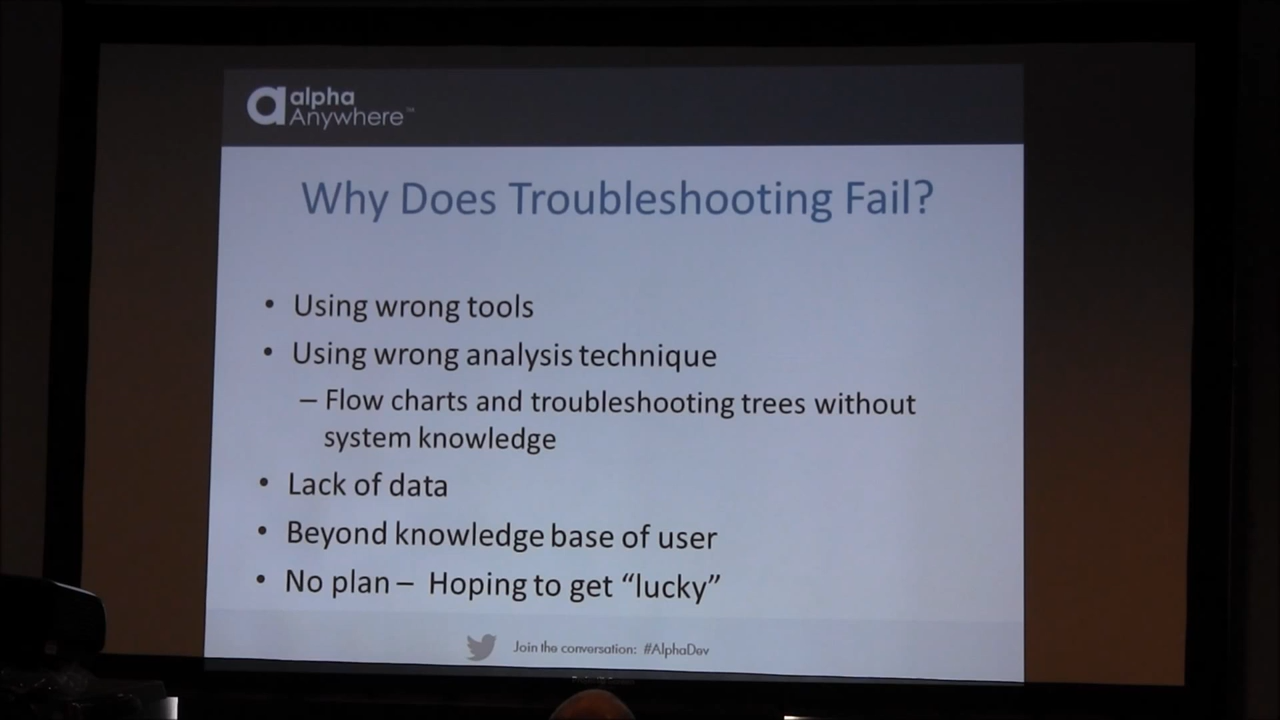 alpha
Anywhere™
Why Does Troubleshooting Fail?
• Using wrong tools
• Using wrong analysis technique
– Flow charts and troubleshooting trees without
system knowledge
• Lack of data
• Beyond knowledge base of user
• No plan – Hoping to get “lucky”
Join the conversation: #AlphaDev